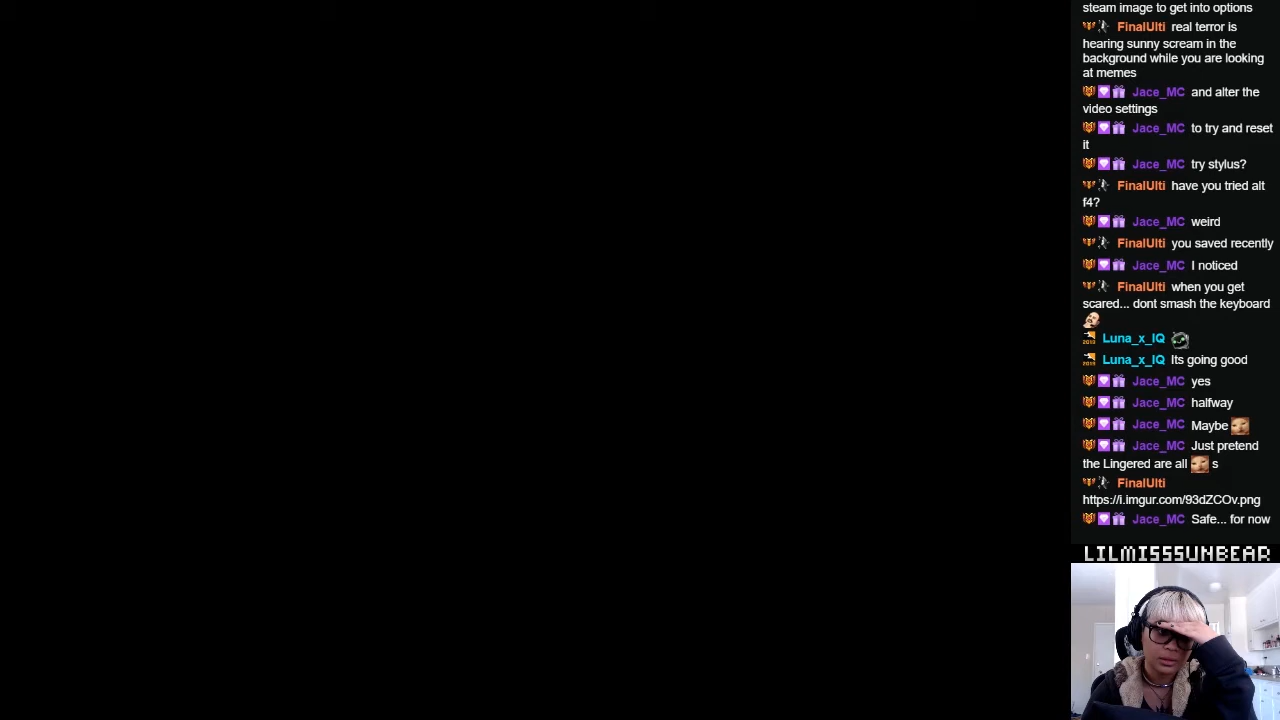 steam image to get into options
FinalUlti real terror is
hearing sunny scream in the
background while you are looking
at memes
Jace_MC and alter the
video settings
Jace_MC to try and reset
it
Jace_MC try stylus?
FinalUlti have you tried alt
f4?
Jace_MC weird
FinalUlti you saved recently
Jace_MC I noticed
FinalUlti when you get
scared... dont smash the keyboard
Luna_x_IQ
Luna_x_IQ Its going good
Jace_MC yes
Jace_MC halfway
Jace_MC Maybe
Jace_MC Just pretend
the Lingered are all s
FinalUlti
https://i.imgur.com/93dZCOv.png
Jace_MC Safe... for now
LILMISSSUNBEAR